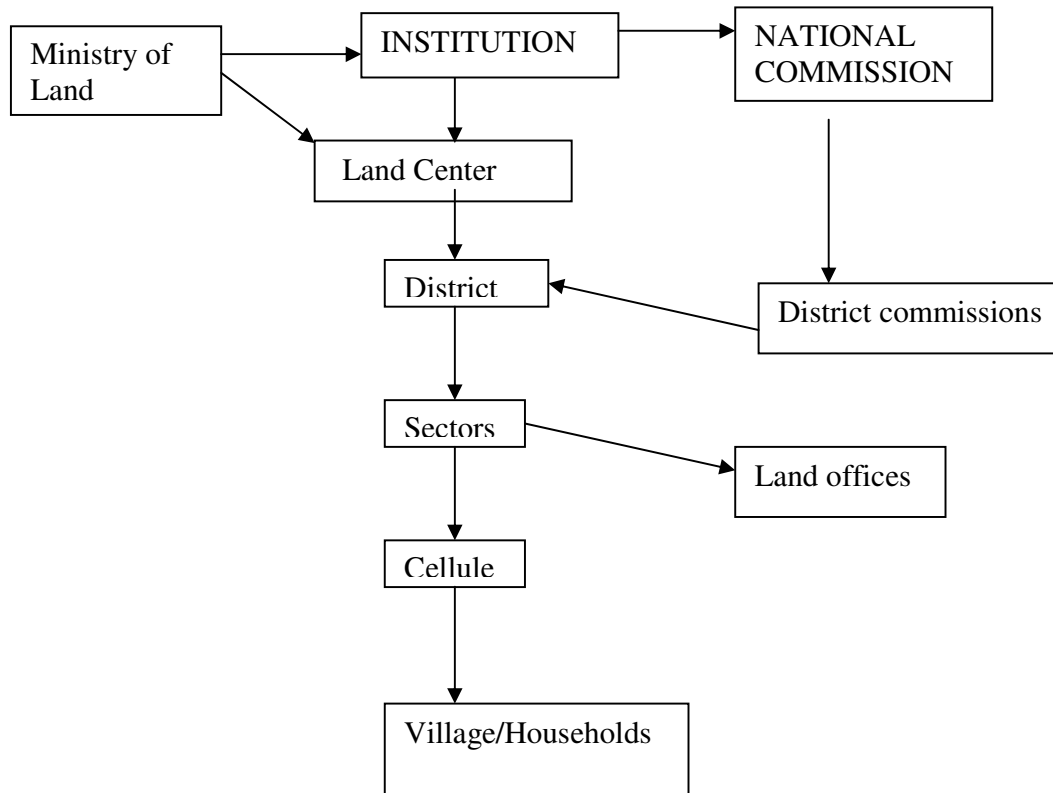 Ministry of
Land
INSTITUTION
NATIONAL
COMMISSION
Land Center
District
District commissions
Sectors
Land offices
Cellule
Village/Households